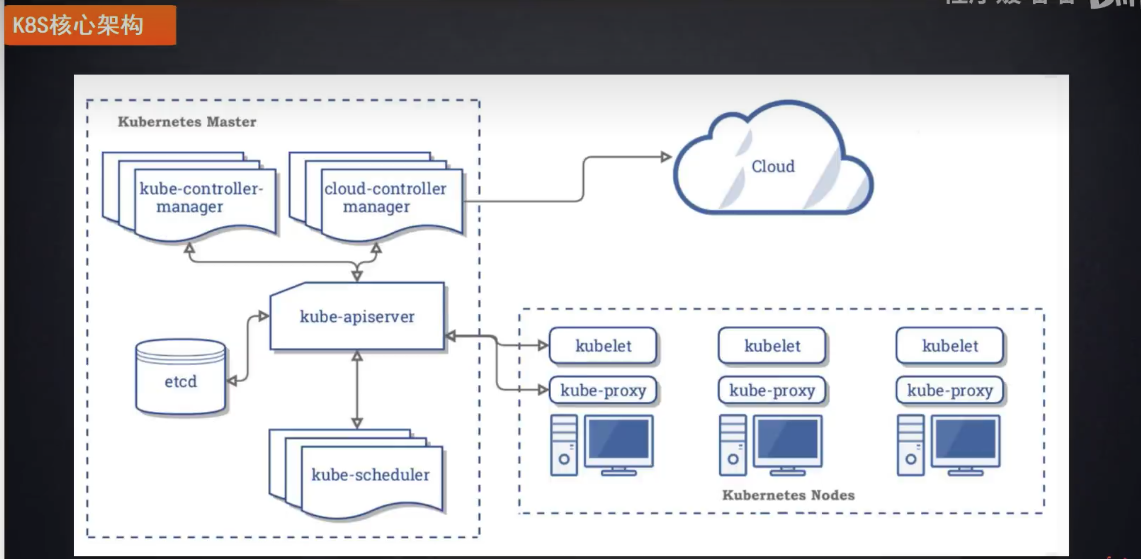 K8S核心架构
Kubernetes Master
kube-controller-
manager
cloud-controller
manager
Cloud
kube-apiserver
etcd
kube-scheduler
kubelet
kubelet
kubelet
kube-proxy
kube-proxy
kube-proxy
Kubernetes Nodes